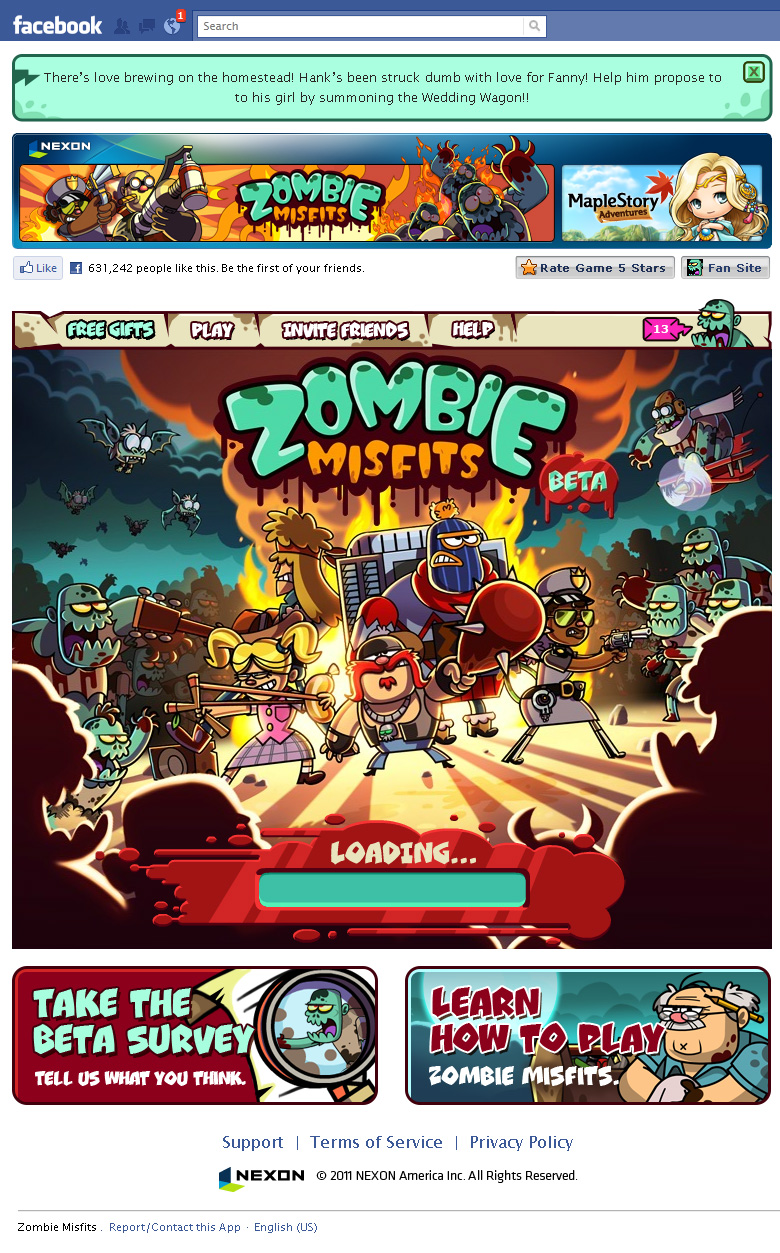 facebook
1
Search
There's love brewing on the homestead! Hank's been struck dumb with love for Fanny! Help him propose to
to his girl by summoning the Wedding Wagon!!
X
NEXON
ZOMBIE
MISFITS
MapleStory
Adventures
Like
631,242 people like this. Be the first of your friends.
Rate Game 5 Stars
Fan Site
FREE GIFTS
PLAY
INVITE FRIENDS
HELP
13
ZOMBIE
MISFITS
BETA
LOADING...
TAKE THE
BETA SURVEY
TELL US WHAT YOU THINK.
LEARN
HOW TO PLAY
ZOMBIE MISFITS.
Support | Terms of Service | Privacy Policy
NEXON © 2011 NEXON America Inc. All Rights Reserved.
Zombie Misfits . Report/Contact this App · English (US)